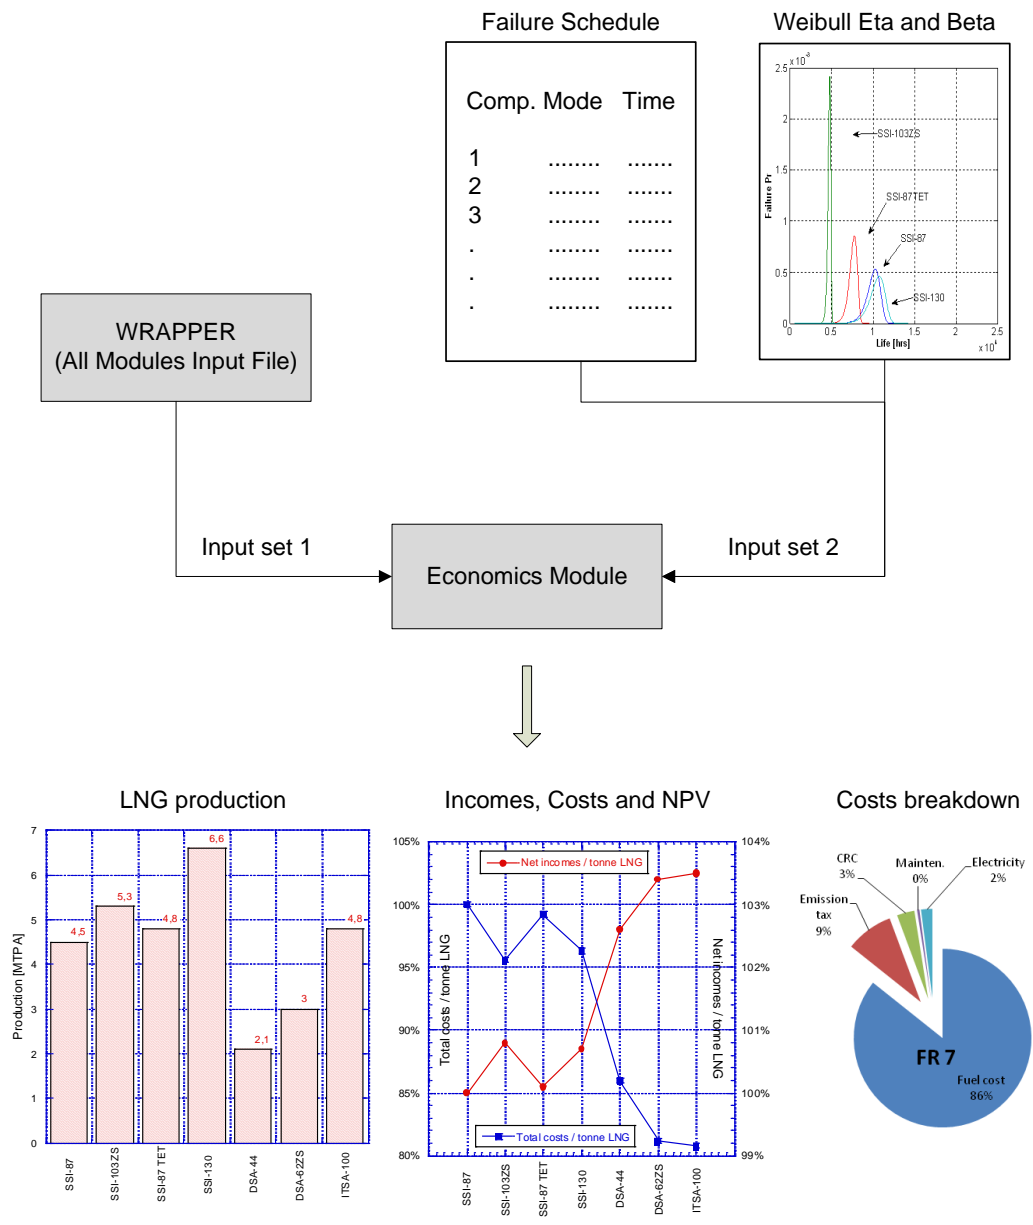 Failure Schedule
Weibull Eta and Beta
Comp. Mode Time
1 ........ ......
2 ........ ......
3 ........ ......
. ........ ......
. ........ ......
. ........ ......
x 10⁻³
2.5
2
1.5
1
0.5
0
Failure Pr
SSI-103ZS
SSI-87TET
SSI-87
SSI-130
0 0.5 1 1.5 2 2.5
Life [hrs]
WRAPPER
(All Modules Input File)
Input set 1
Input set 2
Economics Module
LNG production
7
6
5
4
3
2
1
0
Production [MTPA]
4,5
5,3
4,8
6,6
2,1
3
4,8
SSI-87
SSI-103ZS
SSI-87 TET
SSI-130
DSA-44
DSA-62ZS
ITSA-100
Incomes, Costs and NPV
105%
100%
95%
90%
85%
80%
Total costs / tonne LNG
Net incomes / tonne LNG
Total costs / tonne LNG
104%
103%
102%
101%
100%
99%
Net incomes / tonne LNG
SSI-87
SSI-103ZS
SSI-87 TET
SSI-130
DSA-44
DSA-62ZS
ITSA-100
Costs breakdown
CRC
3%
Mainten.
0%
Electricity
2%
Emission
tax
9%
FR 7
Fuel cost
86%